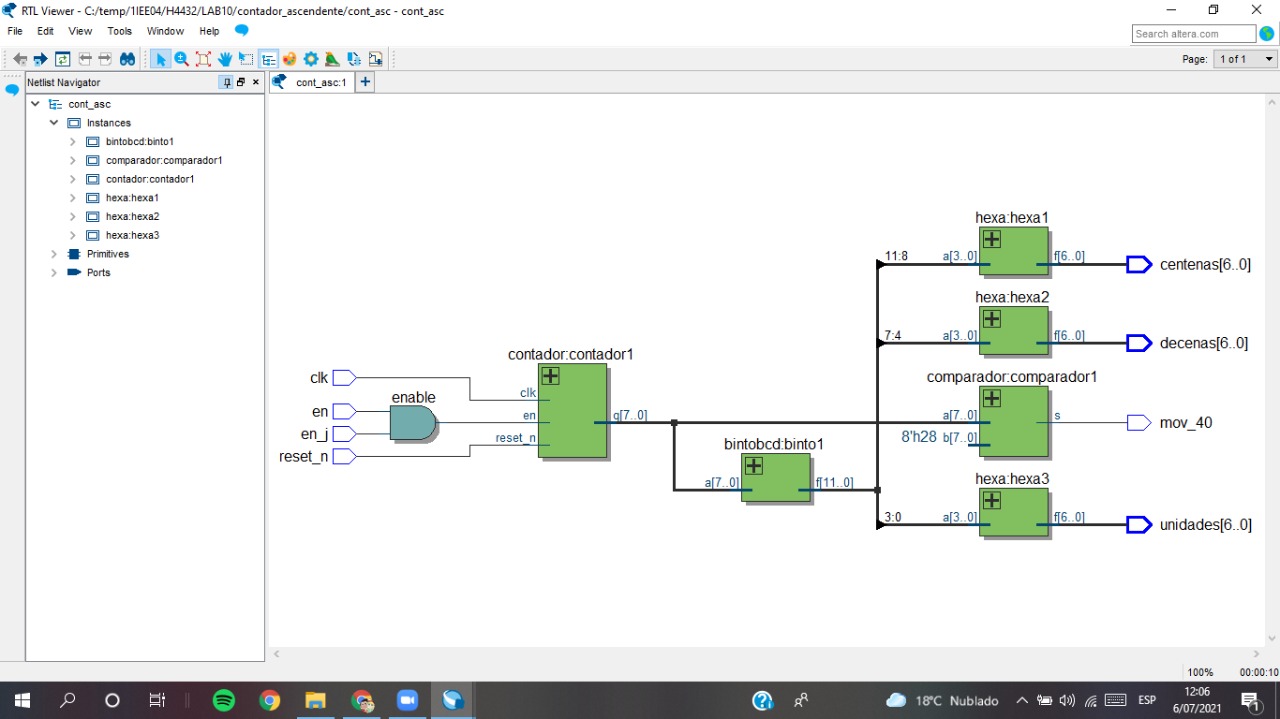 RTL Viewer - C:/temp/1IEE04/H4432/LAB10/contador_ascendente/cont_asc - cont_asc
File Edit View Tools Window Help
Search altera.com
Page: 1 of 1
Netlist Navigator
cont_asc:1
cont_asc
Instances
bintobcd:binto1
comparador:comparador1
contador:contador1
hexa:hexa1
hexa:hexa2
hexa:hexa3
Primitives
Ports
hexa:hexa1
11:8 a[3..0] f[6..0] centenas[6..0]
hexa:hexa2
7:4 a[3..0] f[6..0] decenas[6..0]
contador:contador1
comparador:comparador1
clk
clk
enable
en
en
q[7..0]
a[7..0] s mov_40
en_j
reset_n
8'h28 b[7..0]
reset_n
bintobcd:binto1
a[7..0] f[11..0]
hexa:hexa3
3:0 a[3..0] f[6..0] unidades[6..0]
100% 00:00:10
18°C Nublado
ESP
12:06
6/07/2021
1